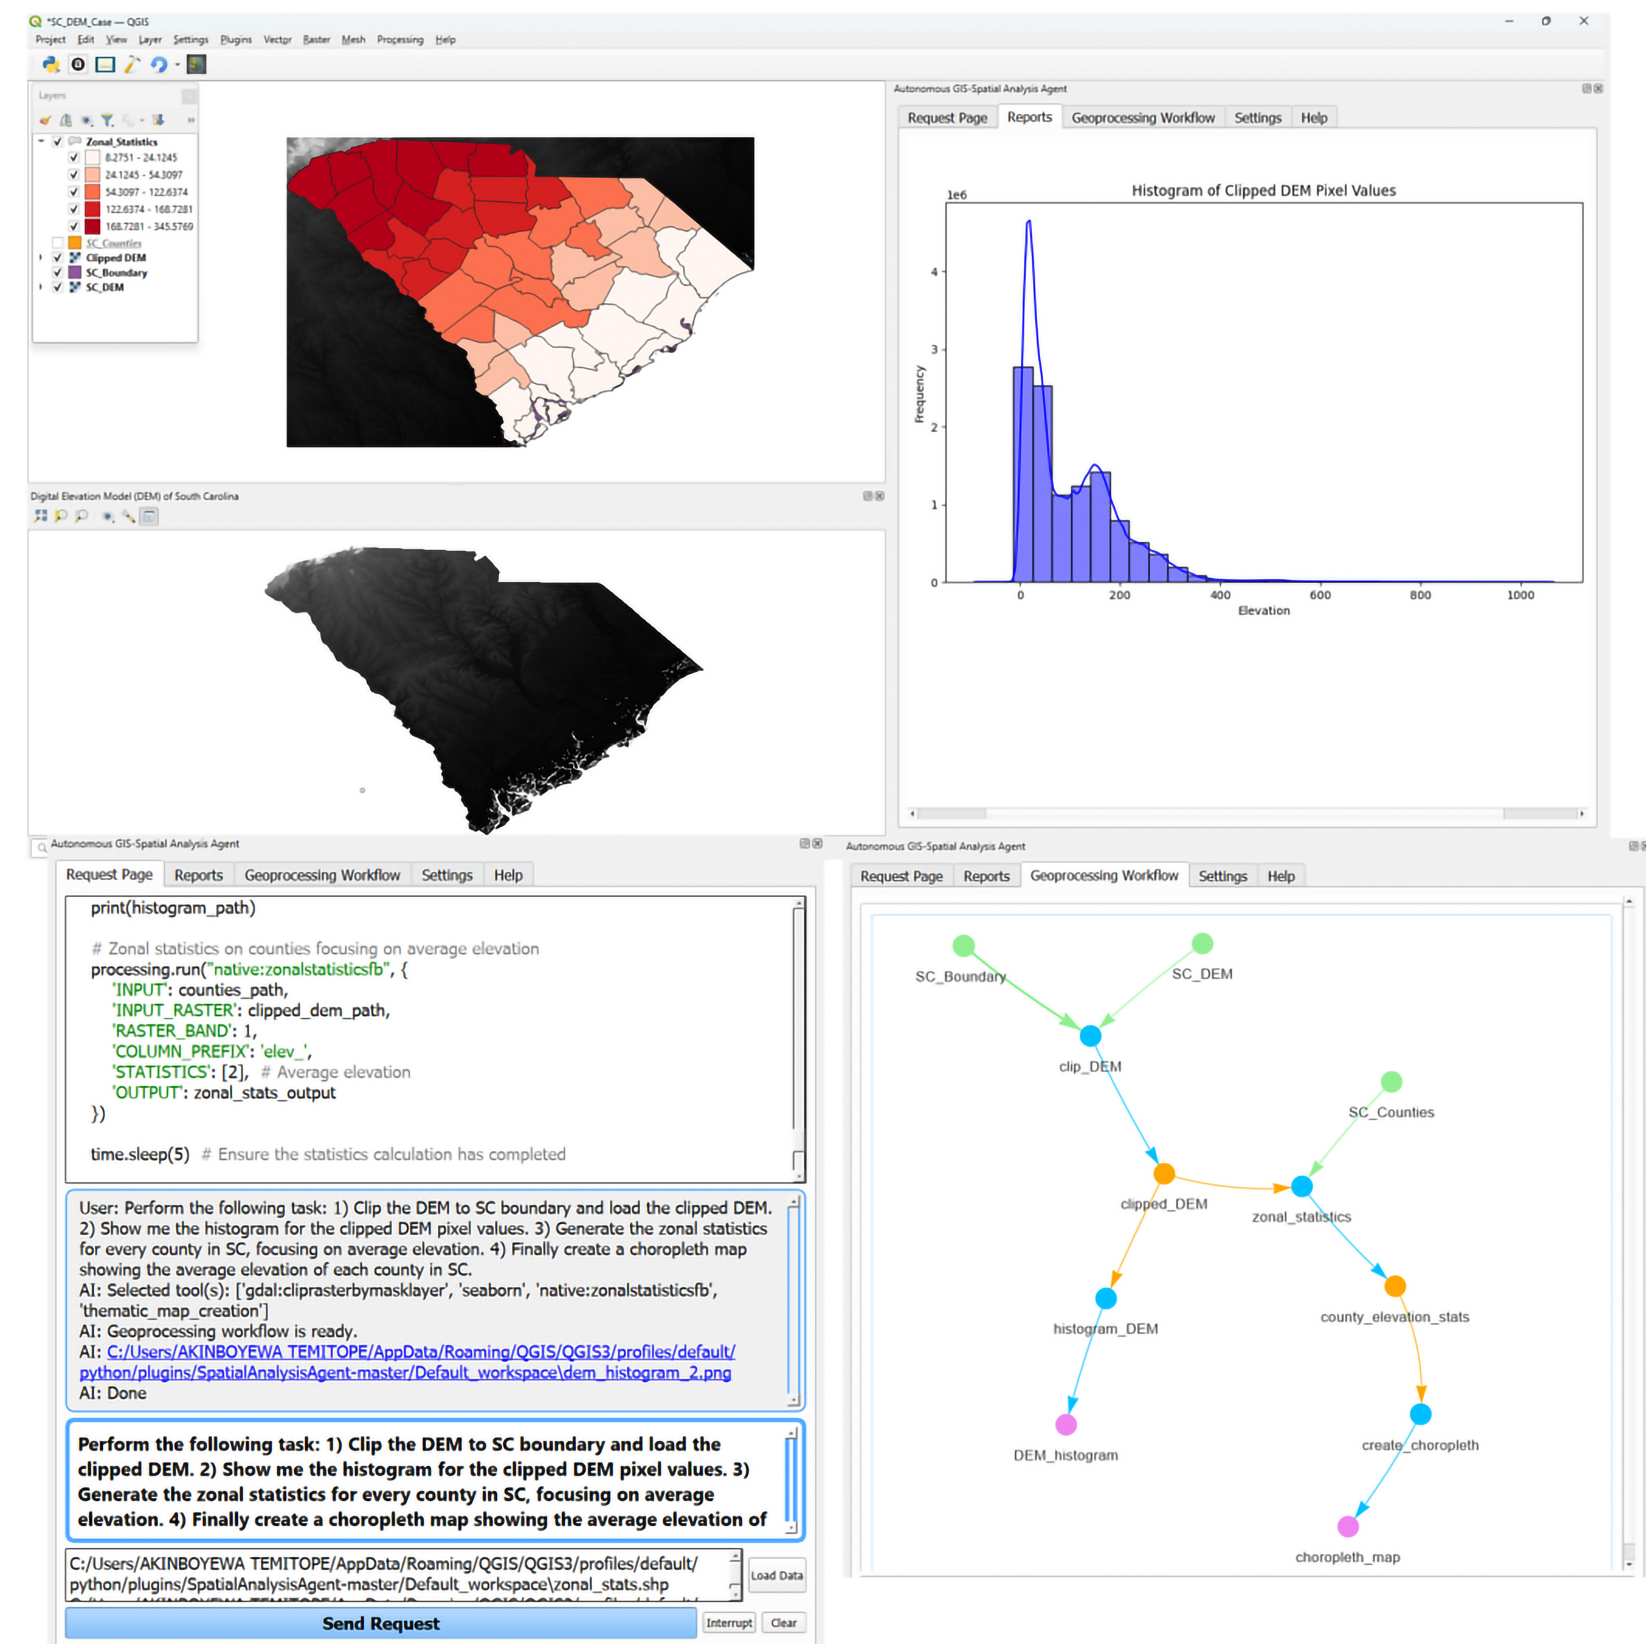 *SC_DEM_Case — QGIS
Project Edit View Layer Settings Plugins Vector Raster Mesh Processing Help
Layers
Zonal_Statistics
8.2751 - 24.1245
24.1245 - 54.3097
54.3097 - 122.6374
122.6374 - 168.7281
168.7281 - 345.5769
SC_Counties
Clipped DEM
SC_Boundary
SC_DEM
Autonomous GIS-Spatial Analysis Agent
Request Page Reports Geoprocessing Workflow Settings Help
Histogram of Clipped DEM Pixel Values
1e6
4
3
2
1
0
Frequency
0 200 400 600 800 1000
Elevation
Digital Elevation Model (DEM) of South Carolina
Autonomous GIS-Spatial Analysis Agent
Request Page Reports Geoprocessing Workflow Settings Help
print(histogram_path)
# Zonal statistics on counties focusing on average elevation
processing.run("native:zonalstatisticsfb", {
'INPUT': counties_path,
'INPUT_RASTER': clipped_dem_path,
'RASTER_BAND': 1,
'COLUMN_PREFIX': 'elev_',
'STATISTICS': [2], # Average elevation
'OUTPUT': zonal_stats_output
})
time.sleep(5) # Ensure the statistics calculation has completed
User: Perform the following task: 1) Clip the DEM to SC boundary and load the clipped DEM.
2) Show me the histogram for the clipped DEM pixel values. 3) Generate the zonal statistics
for every county in SC, focusing on average elevation. 4) Finally create a choropleth map
showing the average elevation of each county in SC.
AI: Selected tool(s): ['gdal:cliprasterbymasklayer', 'seaborn', 'native:zonalstatisticsfb',
'thematic_map_creation']
AI: Geoprocessing workflow is ready.
AI: C:/Users/AKINBOYEWA TEMITOPE/AppData/Roaming/QGIS/QGIS3/profiles/default/
python/plugins/SpatialAnalysisAgent-master/Default_workspace\dem_histogram_2.png
AI: Done
Perform the following task: 1) Clip the DEM to SC boundary and load the
clipped DEM. 2) Show me the histogram for the clipped DEM pixel values. 3)
Generate the zonal statistics for every county in SC, focusing on average
elevation. 4) Finally create a choropleth map showing the average elevation of
C:/Users/AKINBOYEWA TEMITOPE/AppData/Roaming/QGIS/QGIS3/profiles/default/
python/plugins/SpatialAnalysisAgent-master/Default_workspace\zonal_stats.shp
Load Data
Send Request Interrupt Clear
Autonomous GIS-Spatial Analysis Agent
Request Page Reports Geoprocessing Workflow Settings Help
SC_Boundary
SC_DEM
clip_DEM
SC_Counties
clipped_DEM
zonal_statistics
histogram_DEM
county_elevation_stats
DEM_histogram
create_choropleth
choropleth_map